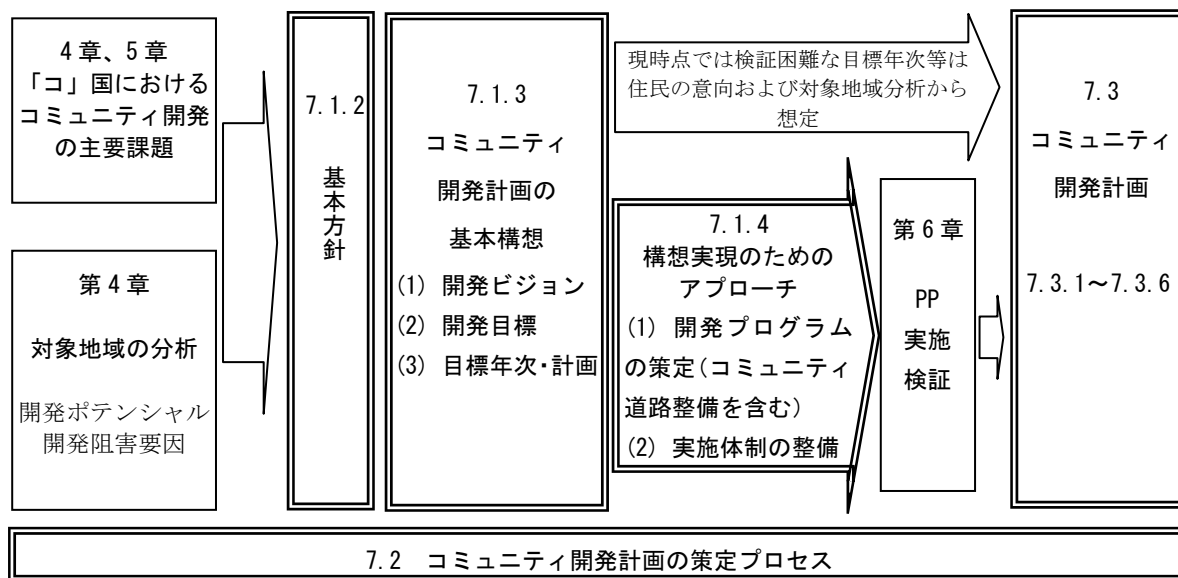 4章、5章
「コ」国における
コミュニティ開発
の主要課題
第4章
対象地域の分析
開発ポテンシャル
開発阻害要因
7.1.2
基本方針
7.1.3
コミュニティ
開発計画の
基本構想
(1) 開発ビジョン
(2) 開発目標
(3) 目標年次・計画
現時点では検証困難な目標年次等は
住民の意向および対象地域分析から
想定
7.1.4
構想実現のための
アプローチ
(1) 開発プログラム
の策定(コミュニティ
道路整備を含む)
(2) 実施体制の整備
第6章
PP
実施
検証
7.3
コミュニティ
開発計画
7.3.1～7.3.6
7.2 コミュニティ開発計画の策定プロセス